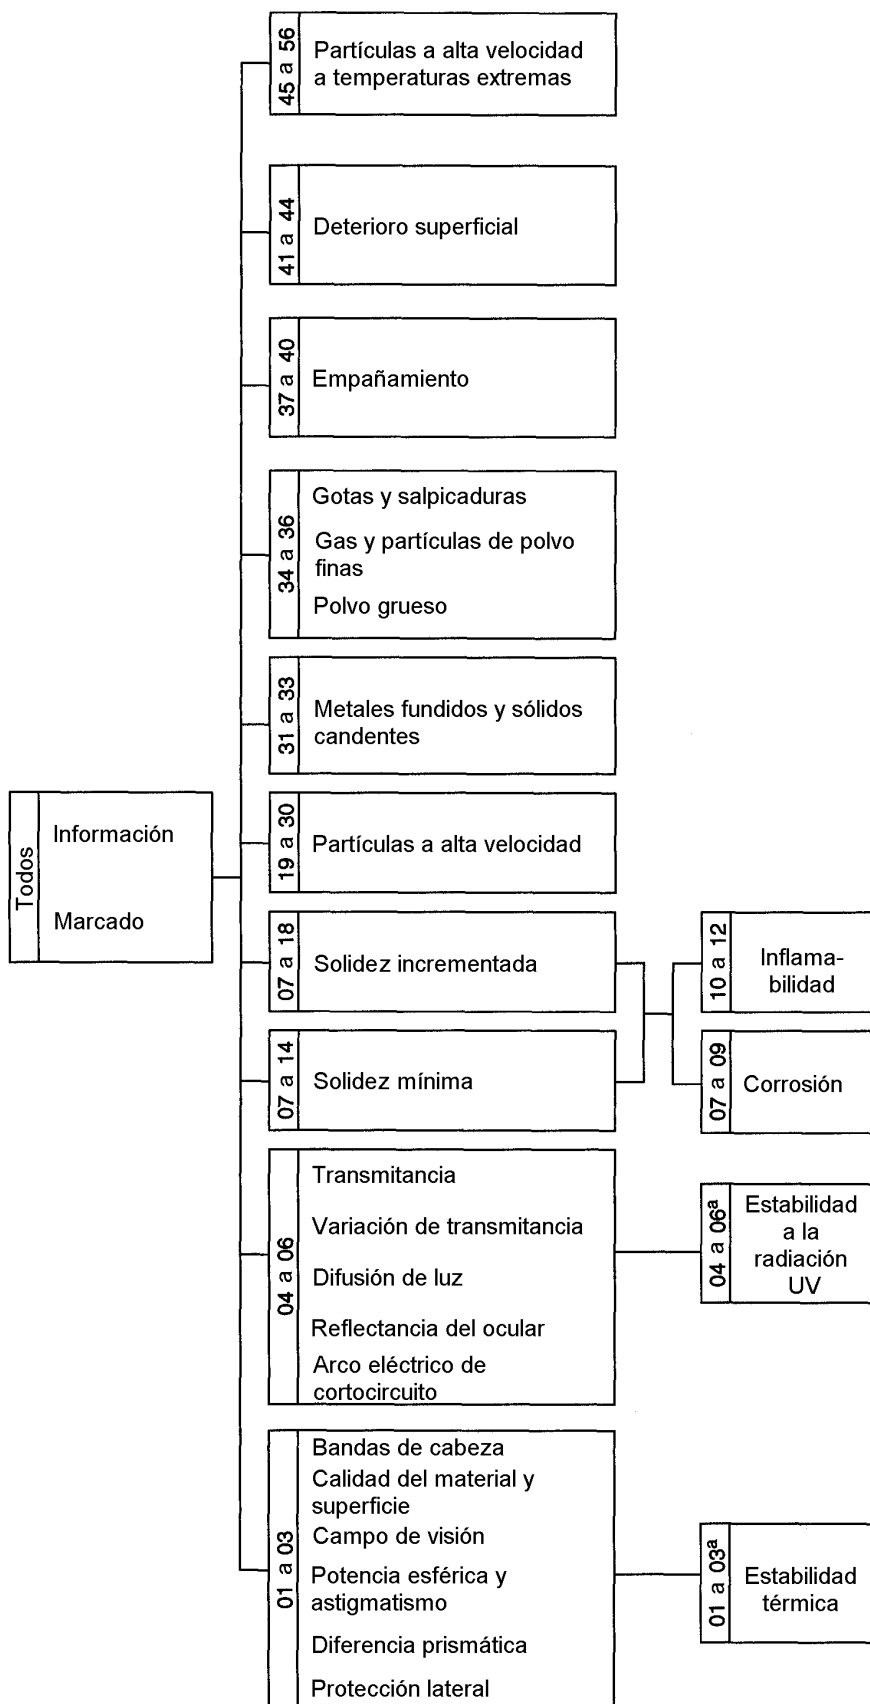 Todos
Información
Marcado
45 a 56
Partículas a alta velocidad
a temperaturas extremas
41 a 44
Deterioro superficial
37 a 40
Empañamiento
34 a 36
Gotas y salpicaduras
Gas y partículas de polvo
finas
Polvo grueso
31 a 33
Metales fundidos y sólidos
candentes
19 a 30
Partículas a alta velocidad
07 a 18
Solidez incrementada
07 a 14
Solidez mínima
10 a 12
Inflama-
bilidad
07 a 09
Corrosión
04 a 06
Transmitancia
Variación de transmitancia
Difusión de luz
Reflectancia del ocular
Arco eléctrico de
cortocircuito
04 a 06ª
Estabilidad
a la
radiación
UV
01 a 03
Bandas de cabeza
Calidad del material y
superficie
Campo de visión
Potencia esférica y
astigmatismo
Diferencia prismática
Protección lateral
01 a 03ª
Estabilidad
térmica